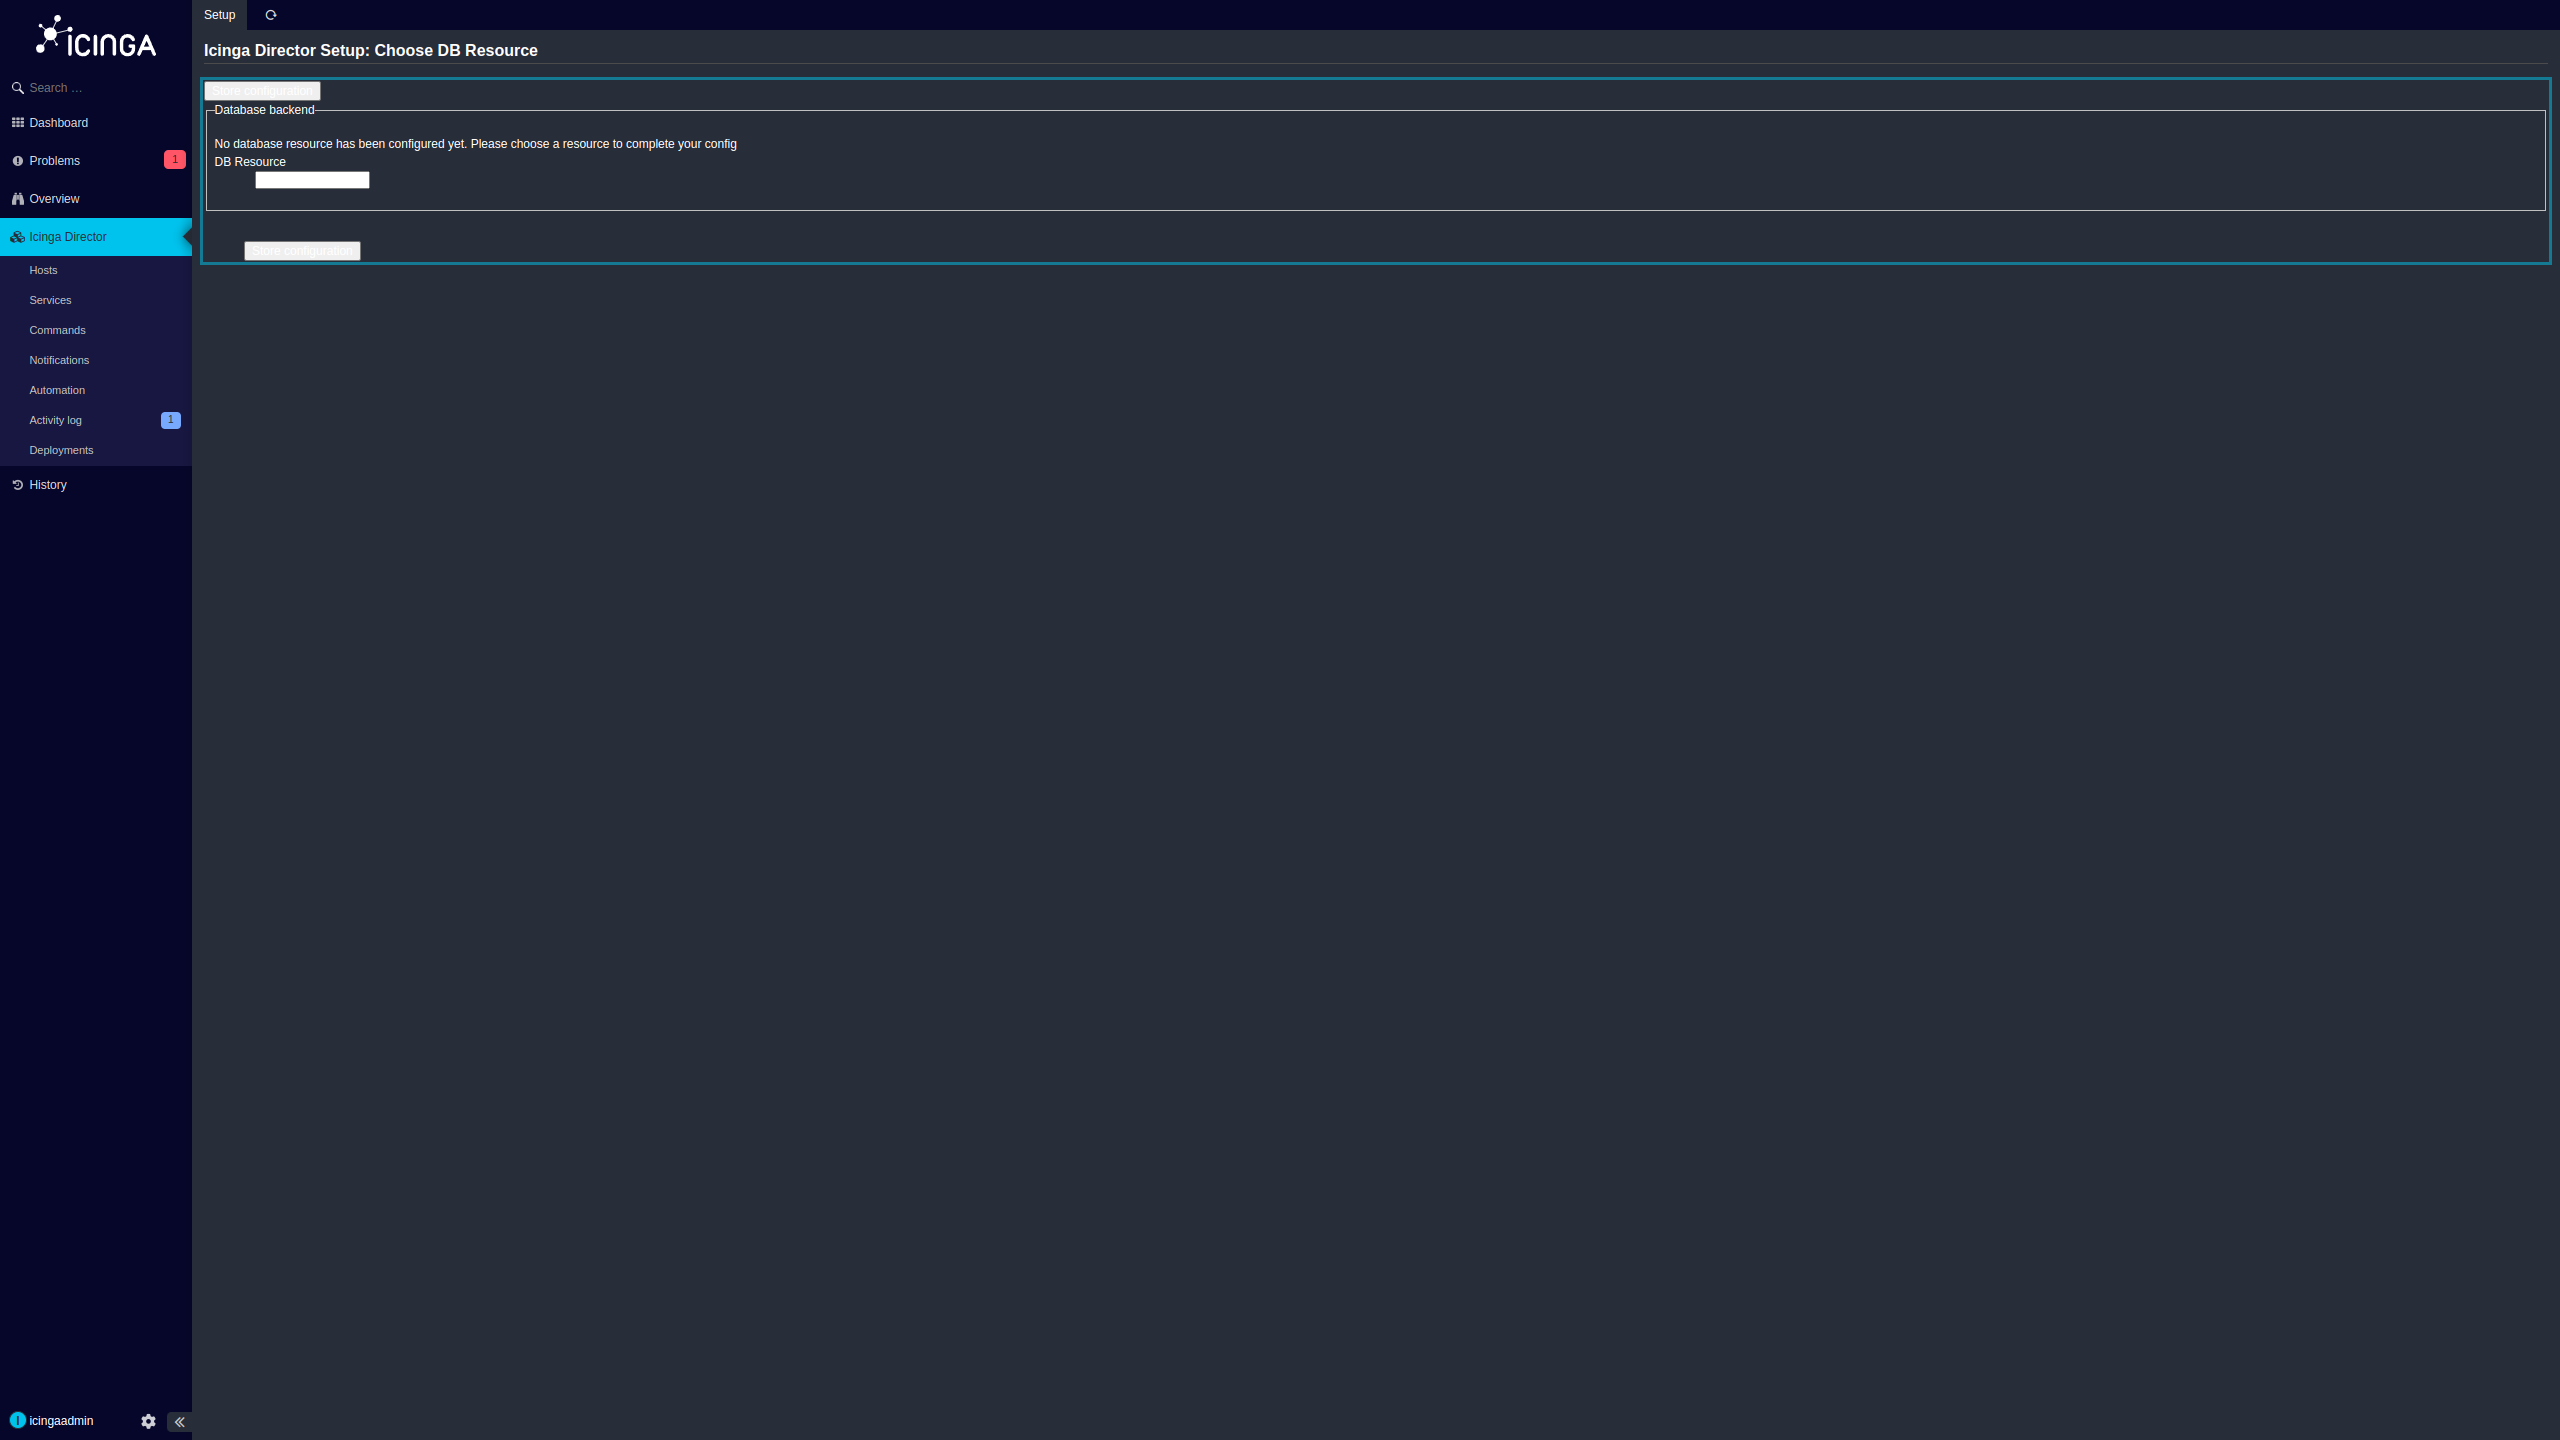 ICINGA
Search …
Dashboard
Problems 1
Overview
Icinga Director
Hosts
Services
Commands
Notifications
Automation
Activity log 1
Deployments
History
I icingaadmin
Setup
Icinga Director Setup: Choose DB Resource
Store configuration
Database backend
No database resource has been configured yet. Please choose a resource to complete your config
DB Resource
Store configuration